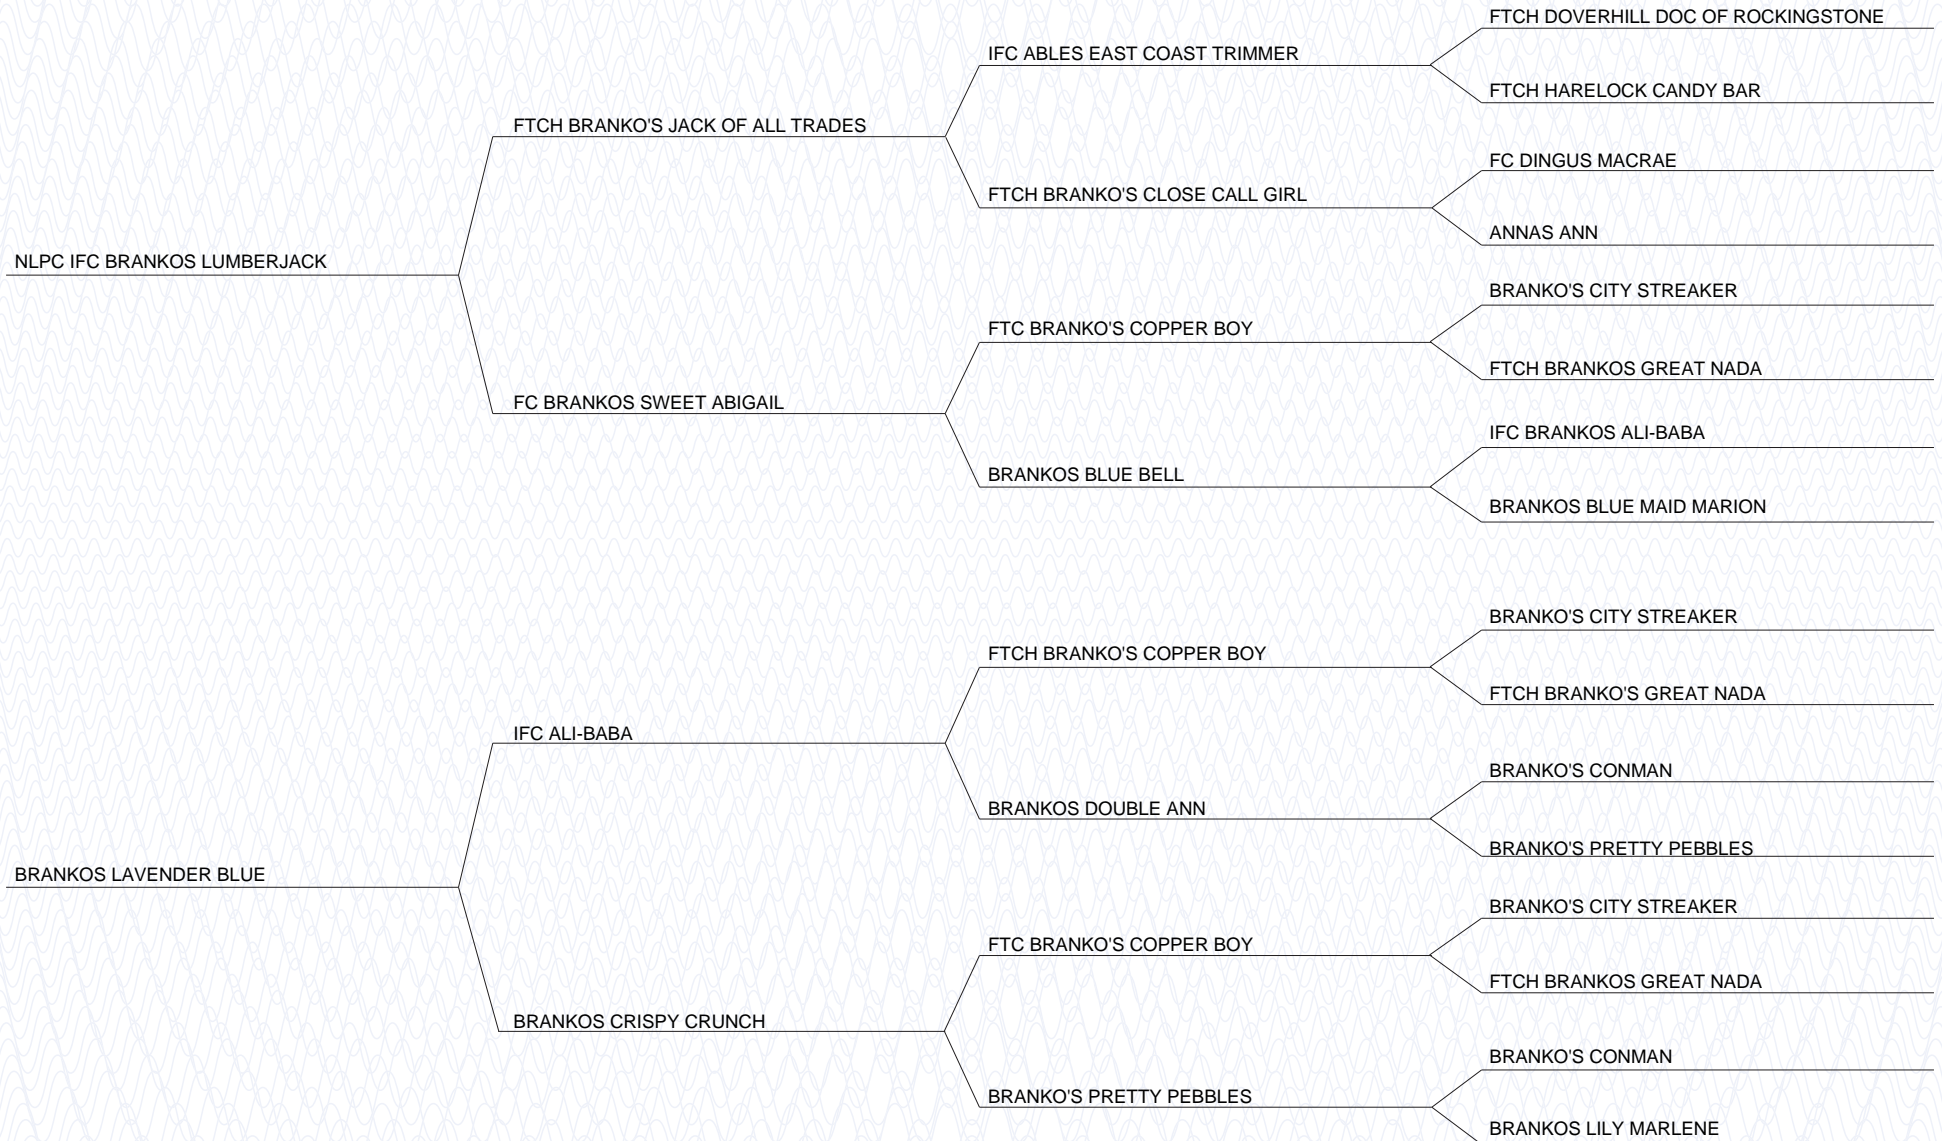 FTCH DOVERHILL DOC OF ROCKINGSTONE
IFC ABLES EAST COAST TRIMMER
FTCH HARELOCK CANDY BAR
FTCH BRANKO'S JACK OF ALL TRADES
FC DINGUS MACRAE
FTCH BRANKO'S CLOSE CALL GIRL
ANNAS ANN
NLPC IFC BRANKOS LUMBERJACK
BRANKO'S CITY STREAKER
FTC BRANKO'S COPPER BOY
FTCH BRANKOS GREAT NADA
FC BRANKOS SWEET ABIGAIL
IFC BRANKOS ALI-BABA
BRANKOS BLUE BELL
BRANKOS BLUE MAID MARION
BRANKO'S CITY STREAKER
FTCH BRANKO'S COPPER BOY
FTCH BRANKO'S GREAT NADA
IFC ALI-BABA
BRANKO'S CONMAN
BRANKOS DOUBLE ANN
BRANKO'S PRETTY PEBBLES
BRANKOS LAVENDER BLUE
BRANKO'S CITY STREAKER
FTC BRANKO'S COPPER BOY
FTCH BRANKOS GREAT NADA
BRANKOS CRISPY CRUNCH
BRANKO'S CONMAN
BRANKO'S PRETTY PEBBLES
BRANKOS LILY MARLENE